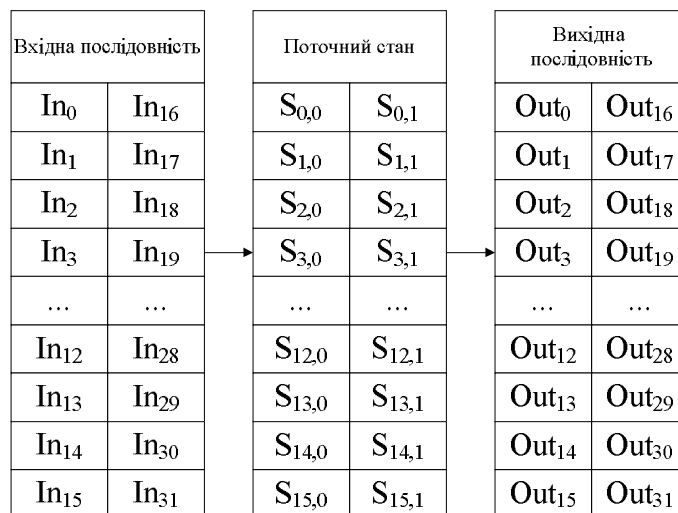 Вхідна послідовність Поточний стан Вихідна
послідовність
In0 In16 S0,0 S0,1 Out0 Out16
In1 In17 S1,0 S1,1 Out1 Out17
In2 In18 S2,0 S2,1 Out2 Out18
In3 In19 S3,0 S3,1 Out3 Out19
... ... ... ... ... ...
In12 In28 S12,0 S12,1 Out12 Out28
In13 In29 S13,0 S13,1 Out13 Out29
In14 In30 S14,0 S14,1 Out14 Out30
In15 In31 S15,0 S15,1 Out15 Out31